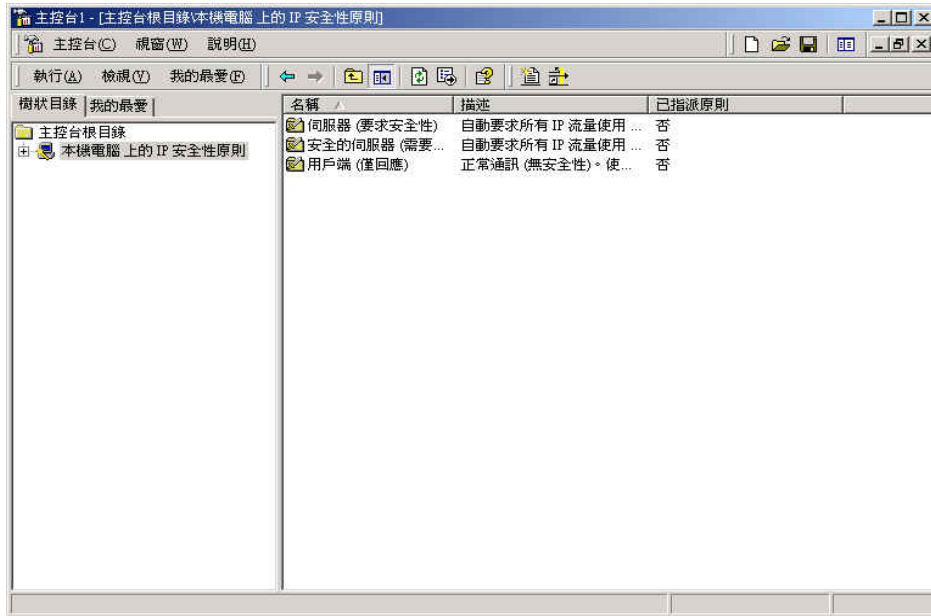 主控台1 - [主控台根目錄\本機電腦 上的 IP 安全性原則]
主控台(C) 視窗(W) 說明(H)
執行(A) 檢視(V) 我的最愛(F)
樹狀目錄 我的最愛
主控台根目錄
本機電腦 上的 IP 安全性原則
名稱 描述 已指派原則
伺服器 (要求安全性) 自動要求所有 IP 流量使用 ... 否
安全的伺服器 (需要... 自動要求所有 IP 流量使用 ... 否
用戶端 (僅回應) 正常通訊 (無安全性)。使... 否